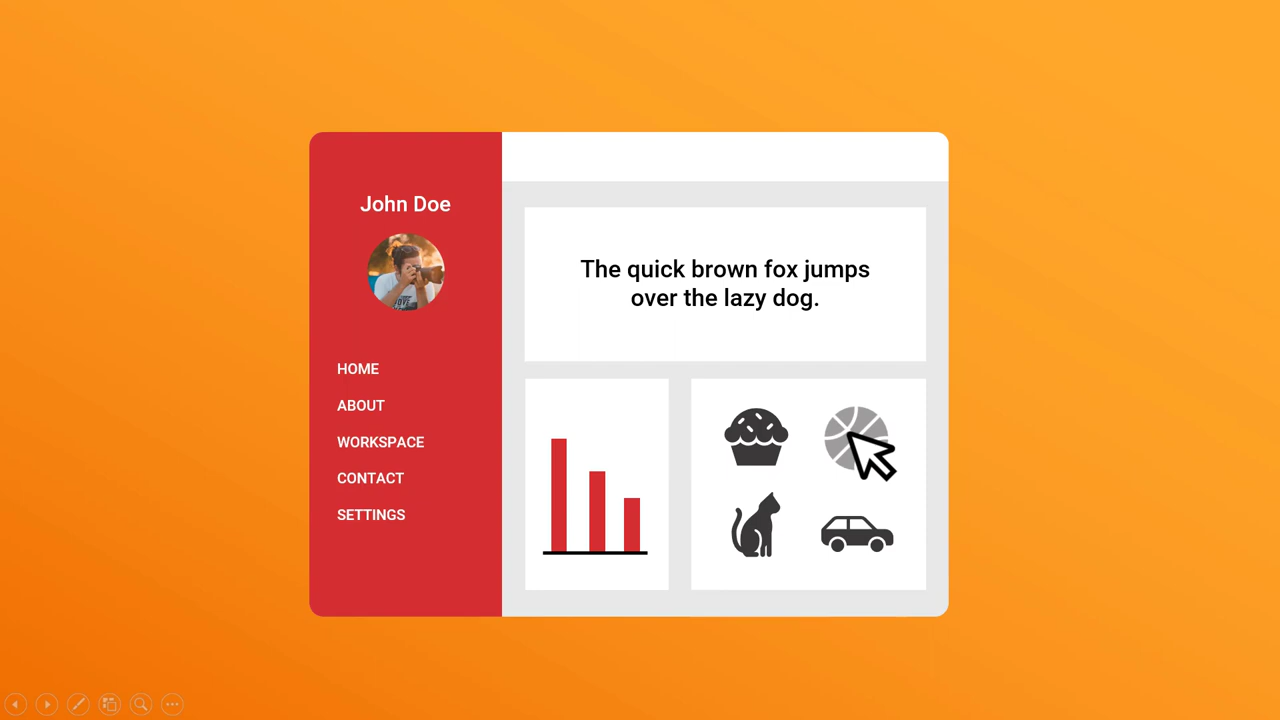 John Doe
HOME
ABOUT
WORKSPACE
CONTACT
SETTINGS
The quick brown fox jumps
over the lazy dog.